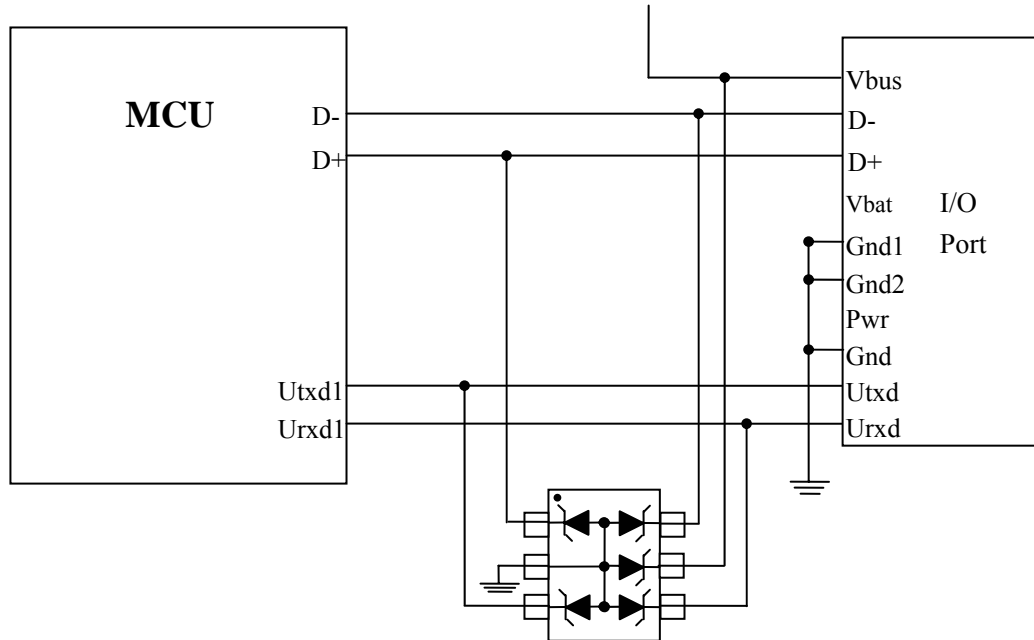 MCU
D-
D+
Utxd1
Urxd1
Vbus
D-
D+
Vbat
I/O
Gnd1
Port
Gnd2
Pwr
Gnd
Utxd
Urxd